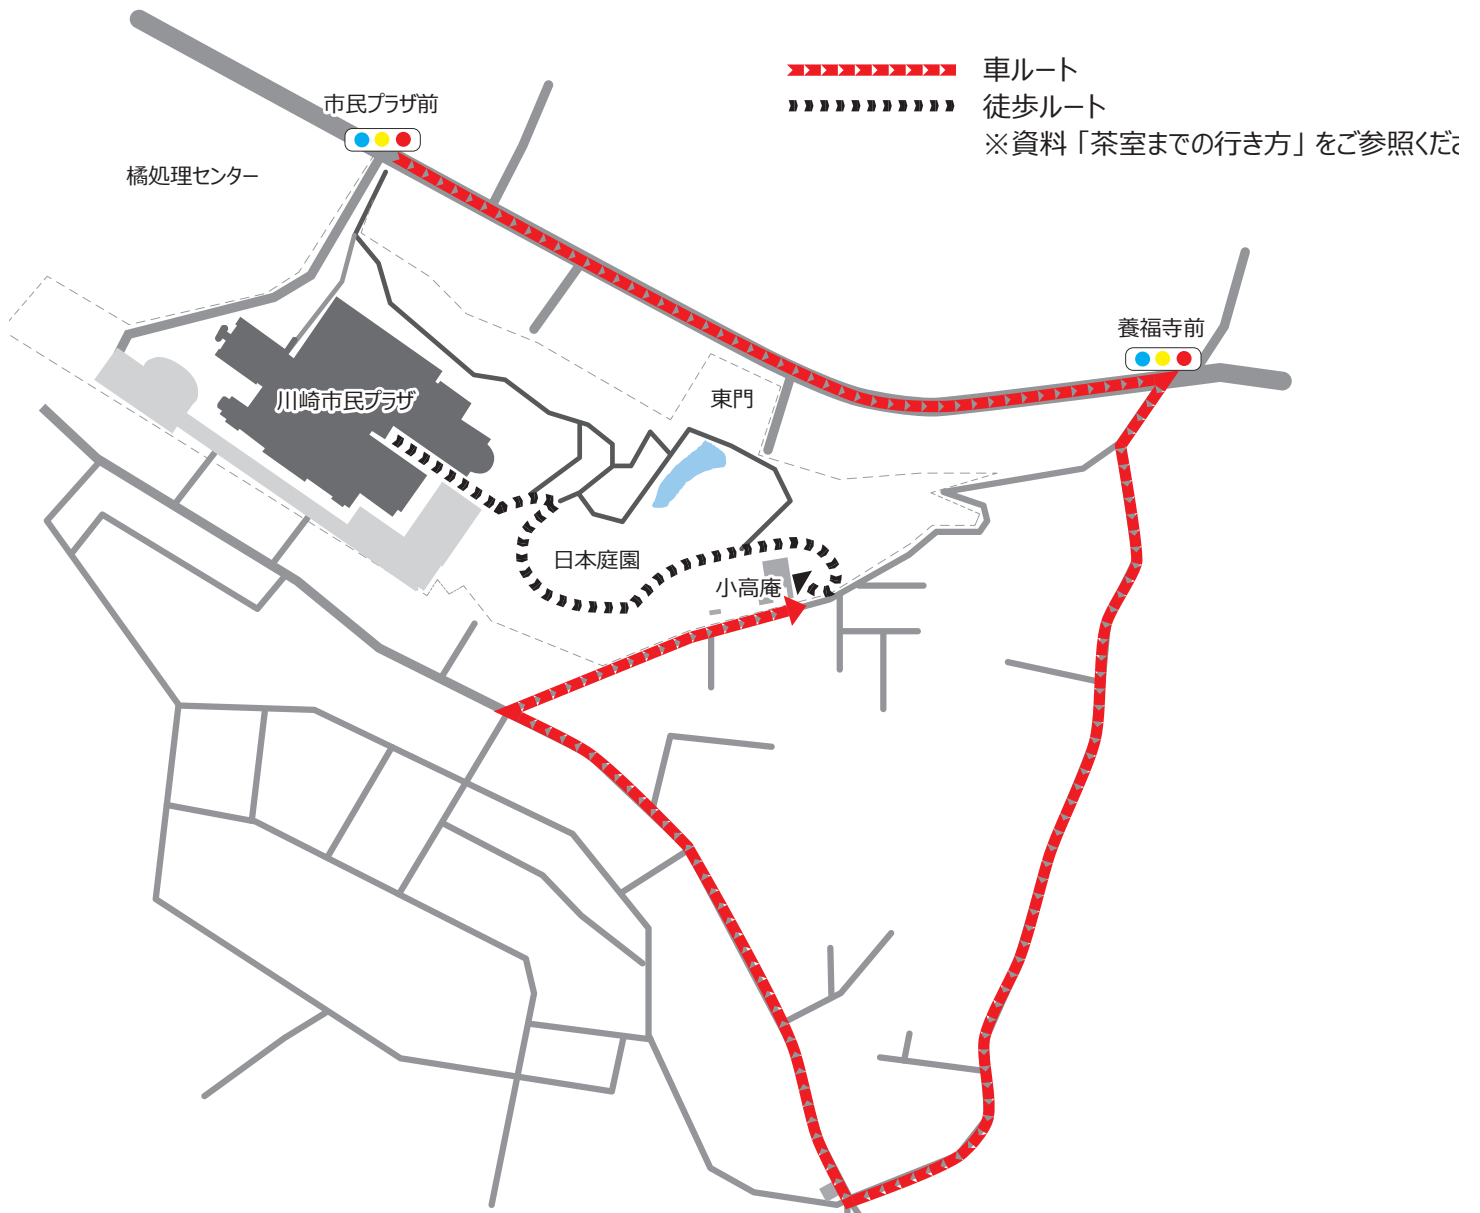 車ルート
徒歩ルート
※資料「茶室までの行き方」をご参照くださ
市民プラザ前
橘処理センター
養福寺前
川崎市民プラザ
東門
日本庭園
小高庵